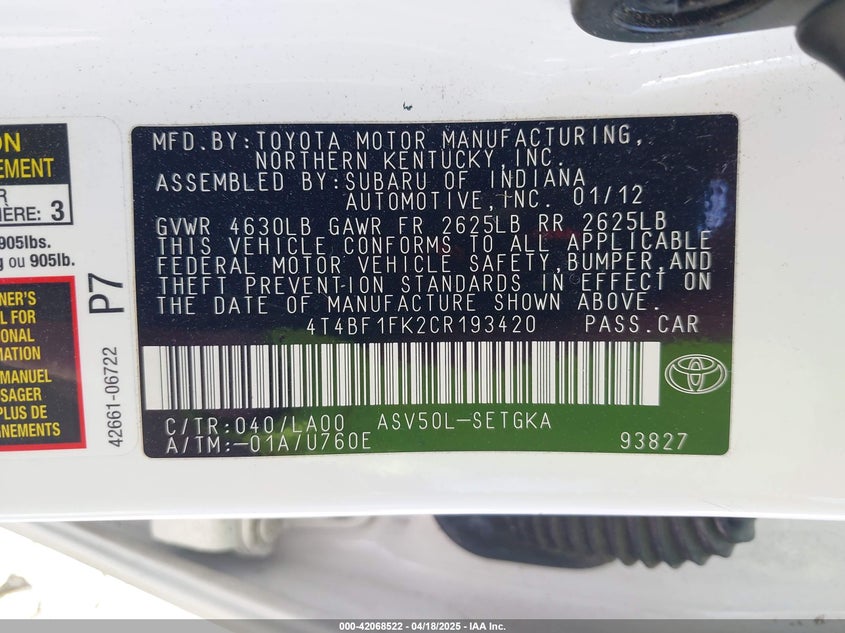 ON
EMENT
R
HERE: 3
905lbs.
g ou 905lb.
NER'S
L FOR
ONAL
MATION
MANUEL
SAGER
PLUS DE
GNEMENTS
42661-06722
P7
MFD.BY:TOYOTA MOTOR MANUFACTURING,
NORTHERN KENTUCKY,INC.
ASSEMBLED BY:SUBARU OF INDIANA
AUTOMOTIVE,INC. 01/12
GVWR 4630LB GAWR FR 2625LB RR 2625LB
THIS VEHICLE CONFORMS TO ALL APPLICABLE
FEDERAL MOTOR VEHICLE SAFETY,BUMPER,AND
THEFT PREVENTION STANDARDS IN EFFECT ON
THE DATE OF MANUFACTURE SHOWN ABOVE.
4T4BF1FK2CR193420 PASS.CAR
C/TR:040/LA00 ASV50L-SETGKA
A/TM:-01A/U760E 93827
000-42068522 - 04/18/2025 - IAA Inc.